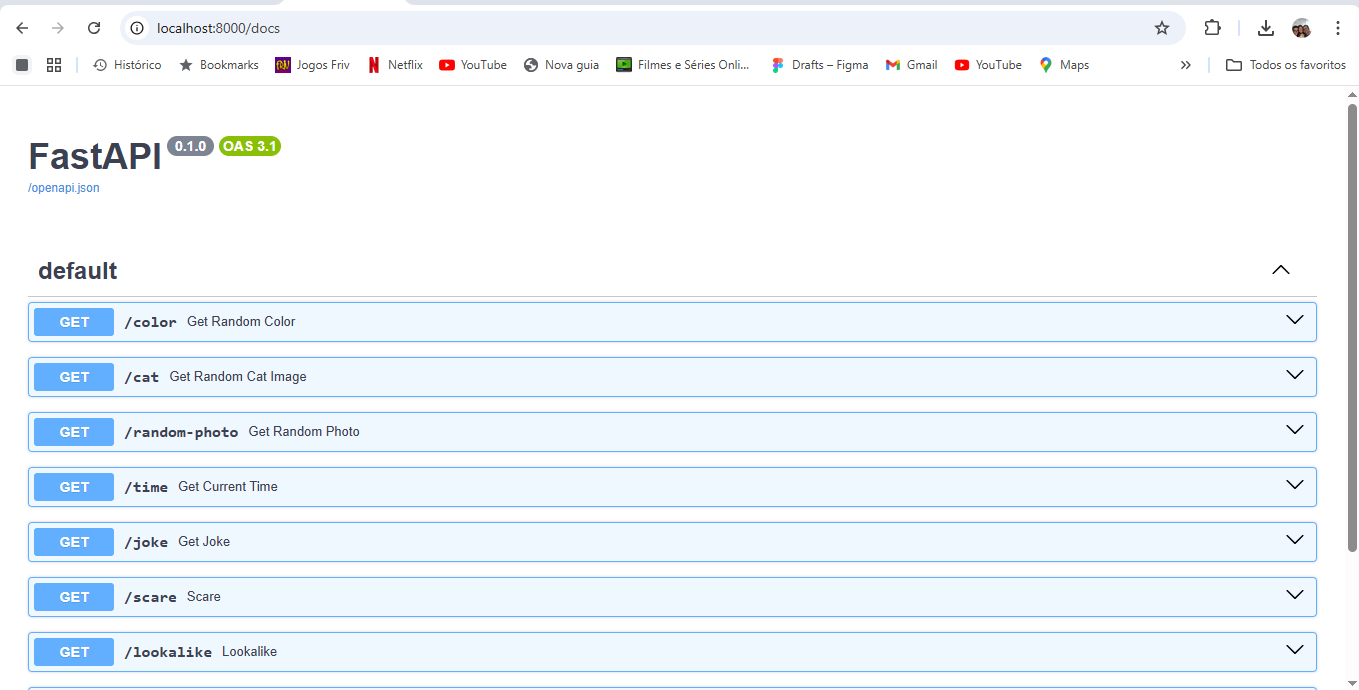 localhost:8000/docs
Histórico Bookmarks Jogos Friv Netflix YouTube Nova guia Filmes e Séries Onli... Drafts – Figma Gmail YouTube Maps » Todos os favoritos
FastAPI 0.1.0 OAS 3.1
/openapi.json
default
GET /color Get Random Color
GET /cat Get Random Cat Image
GET /random-photo Get Random Photo
GET /time Get Current Time
GET /joke Get Joke
GET /scare Scare
GET /lookalike Lookalike